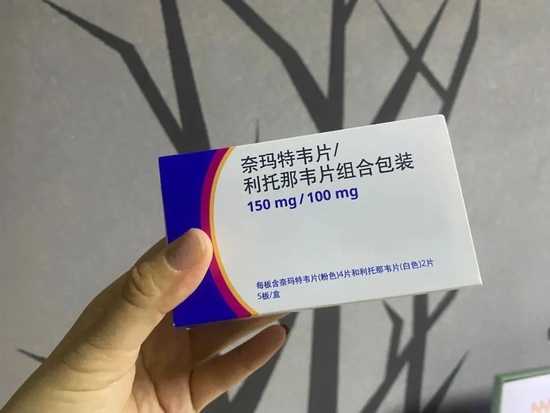 奈玛特韦片/
利托那韦片组合包装
150 mg / 100 mg
每板含奈玛特韦片(粉色)4片和利托那韦片(白色)2片
5板/盒